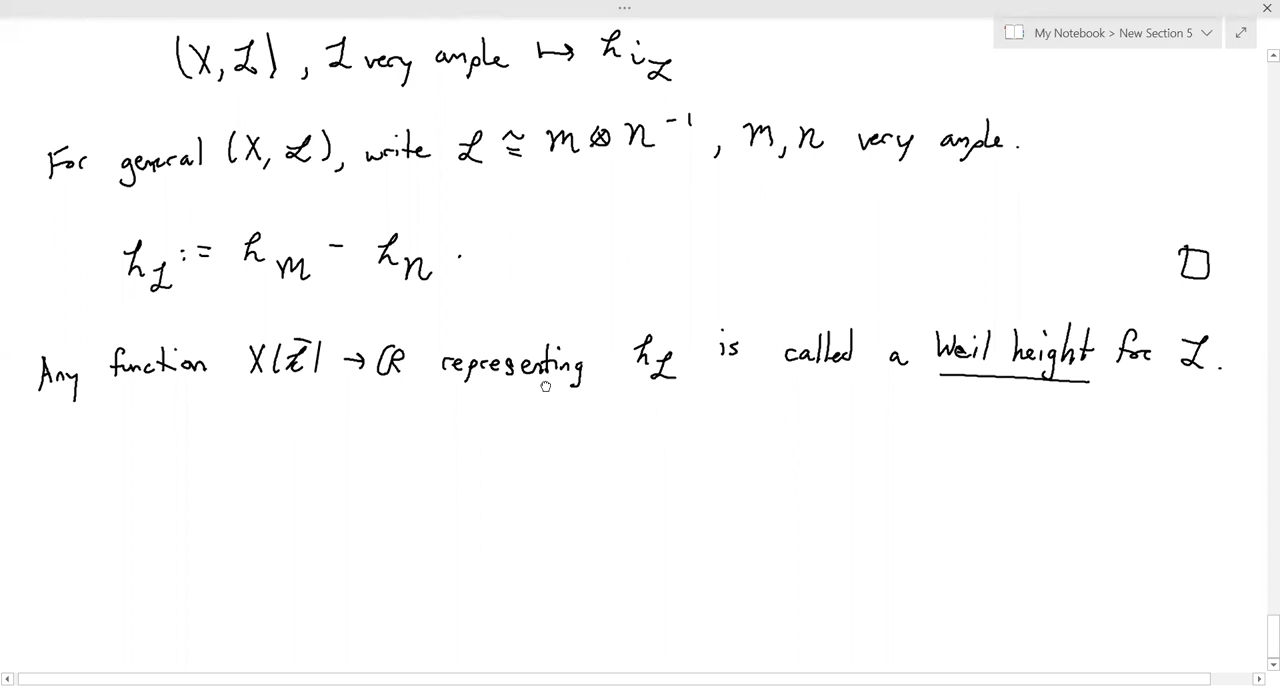 My Notebook > New Section 5
(X, ℒ), ℒ very ample ↦ h_{i_ℒ}
For general (X, ℒ), write ℒ ≅ m ⊗ n⁻¹, m, n very ample.
h_ℒ := h_m - h_n.
□
Any function X(k̄) → ℝ representing h_ℒ is called a Weil height for ℒ.